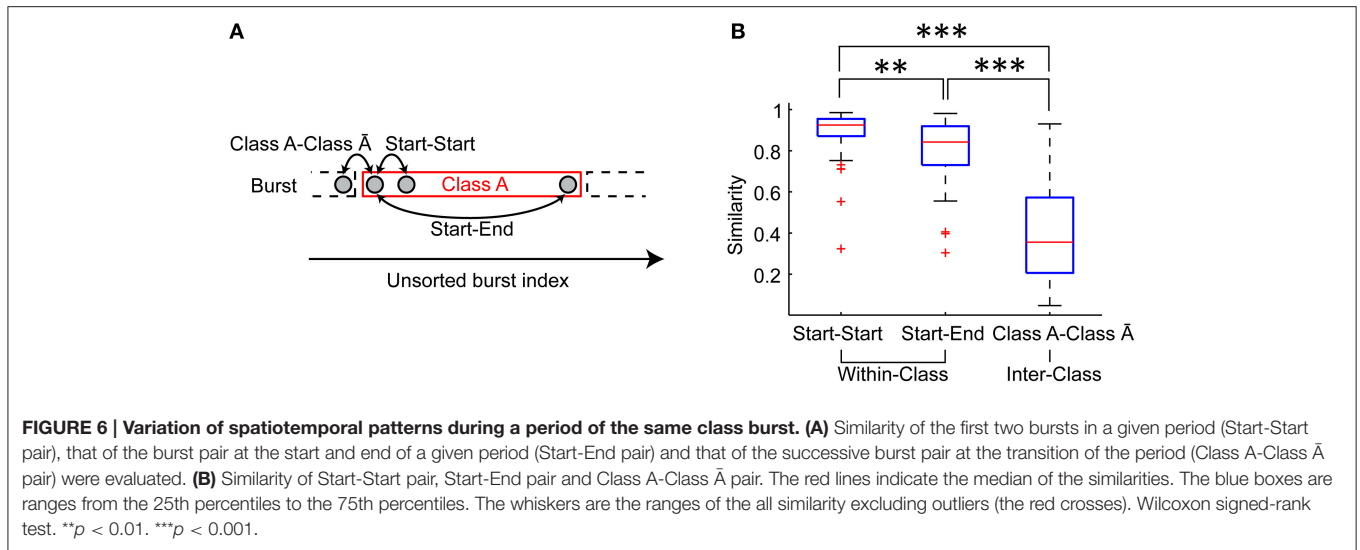 A
Class A-Class Ā Start-Start
Burst
Class A
Start-End
Unsorted burst index
B
***
** ***
1
0.8
0.6
0.4
0.2
Similarity
Start-Start Start-End Class A-Class Ā
Within-Class Inter-Class
FIGURE 6 | Variation of spatiotemporal patterns during a period of the same class burst. (A) Similarity of the first two bursts in a given period (Start-Start
pair), that of the burst pair at the start and end of a given period (Start-End pair) and that of the successive burst pair at the transition of the period (Class A-Class Ā
pair) were evaluated. (B) Similarity of Start-Start pair, Start-End pair and Class A-Class Ā pair. The red lines indicate the median of the similarities. The blue boxes are
ranges from the 25th percentiles to the 75th percentiles. The whiskers are the ranges of the all similarity excluding outliers (the red crosses). Wilcoxon signed-rank
test. **p < 0.01. ***p < 0.001.